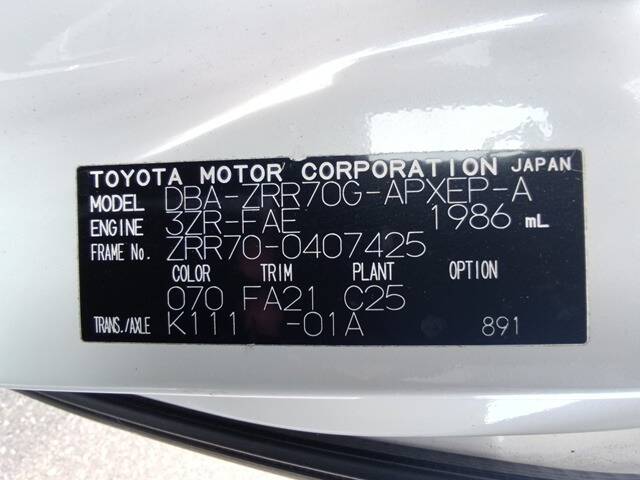 TOYOTA MOTOR CORPORATION JAPAN
MODEL DBA-ZRR70G-APXEP-A
ENGINE 3ZR-FAE 1986 mL
FRAME No. ZRR70-0407425
COLOR TRIM PLANT OPTION
070 FA21 C25
TRANS./AXLE K111 -01A 891